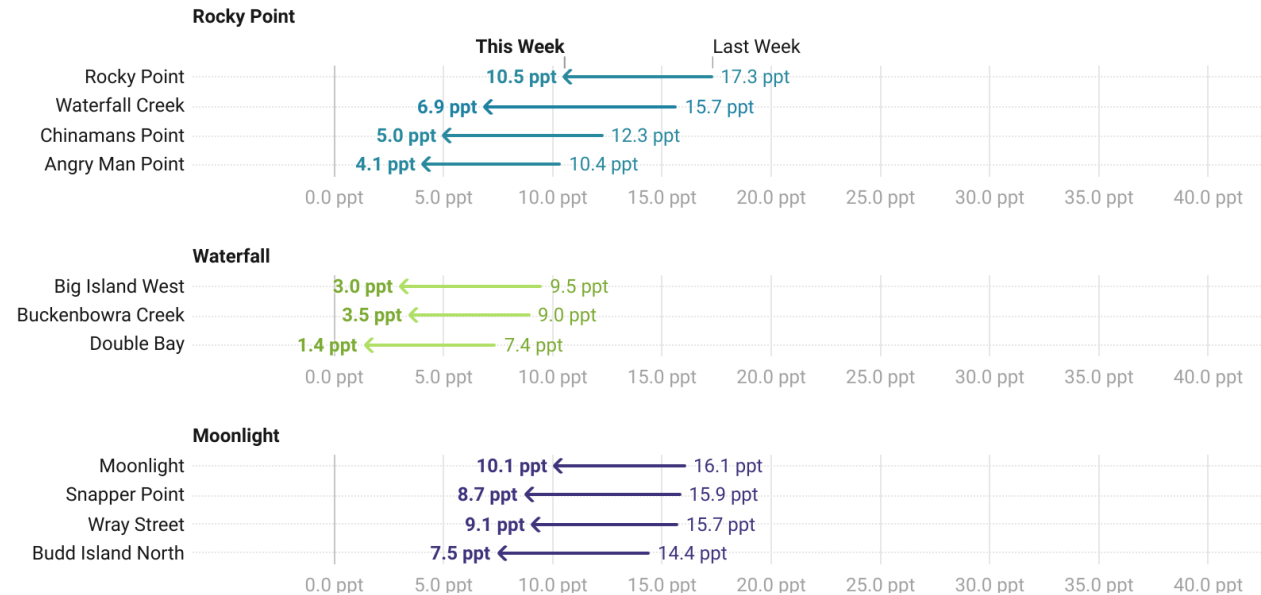 Rocky Point
This Week Last Week
Rocky Point 10.5 ppt 17.3 ppt
Waterfall Creek 6.9 ppt 15.7 ppt
Chinamans Point 5.0 ppt 12.3 ppt
Angry Man Point 4.1 ppt 10.4 ppt
0.0 ppt 5.0 ppt 10.0 ppt 15.0 ppt 20.0 ppt 25.0 ppt 30.0 ppt 35.0 ppt 40.0 ppt
Waterfall
Big Island West 3.0 ppt 9.5 ppt
Buckenbowra Creek 3.5 ppt 9.0 ppt
Double Bay 1.4 ppt 7.4 ppt
0.0 ppt 5.0 ppt 10.0 ppt 15.0 ppt 20.0 ppt 25.0 ppt 30.0 ppt 35.0 ppt 40.0 ppt
Moonlight
Moonlight 10.1 ppt 16.1 ppt
Snapper Point 8.7 ppt 15.9 ppt
Wray Street 9.1 ppt 15.7 ppt
Budd Island North 7.5 ppt 14.4 ppt
0.0 ppt 5.0 ppt 10.0 ppt 15.0 ppt 20.0 ppt 25.0 ppt 30.0 ppt 35.0 ppt 40.0 ppt